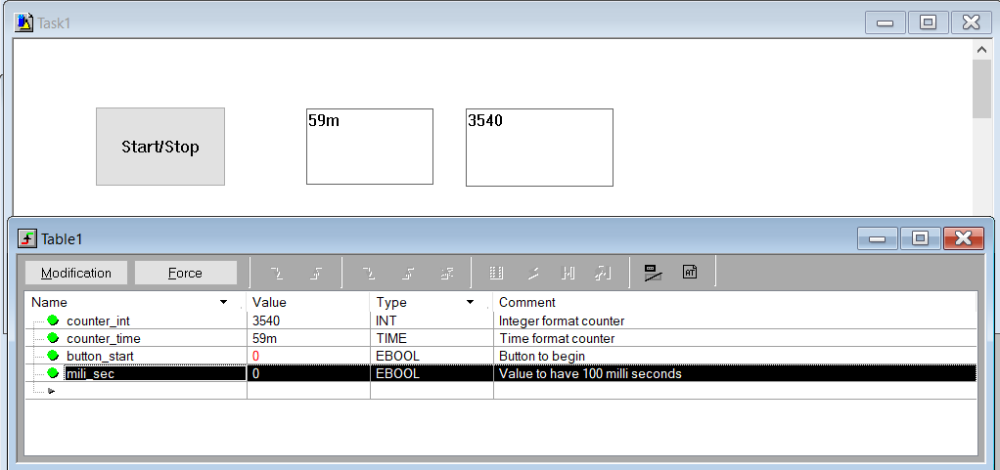 Task1
Start/Stop 59m 3540
Table1
Modification Force
Name Value Type Comment
counter_int 3540 INT Integer format counter
counter_time 59m TIME Time format counter
button_start 0 EBOOL Button to begin
mili_sec 0 EBOOL Value to have 100 milli seconds